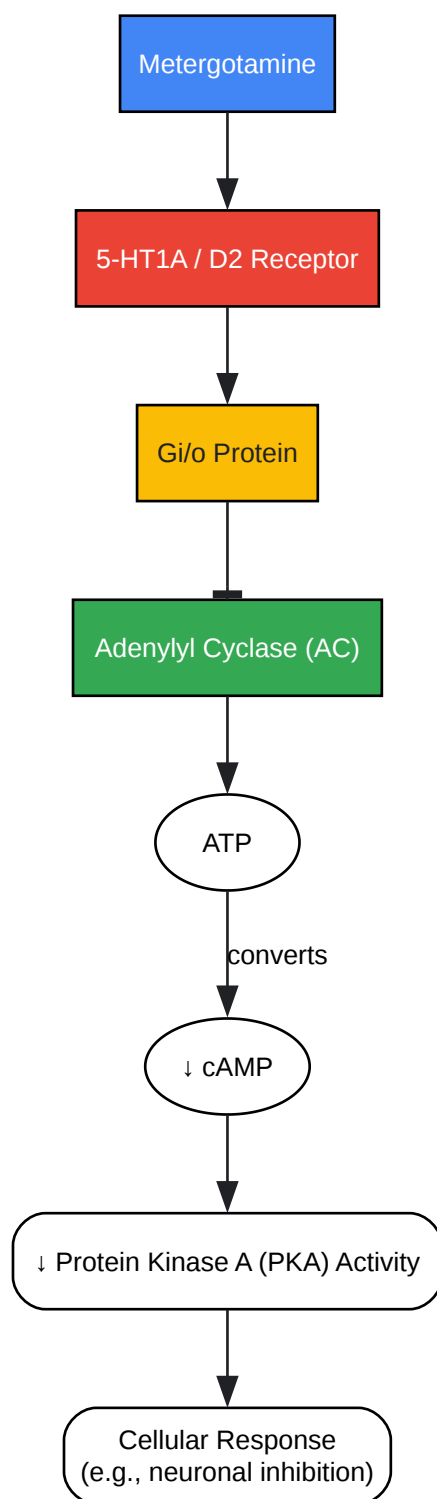 Metergotamine
5-HT1A / D2 Receptor
Gi/o Protein
Adenylyl Cyclase (AC)
ATP
converts
↓ cAMP
↓ Protein Kinase A (PKA) Activity
Cellular Response
(e.g., neuronal inhibition)